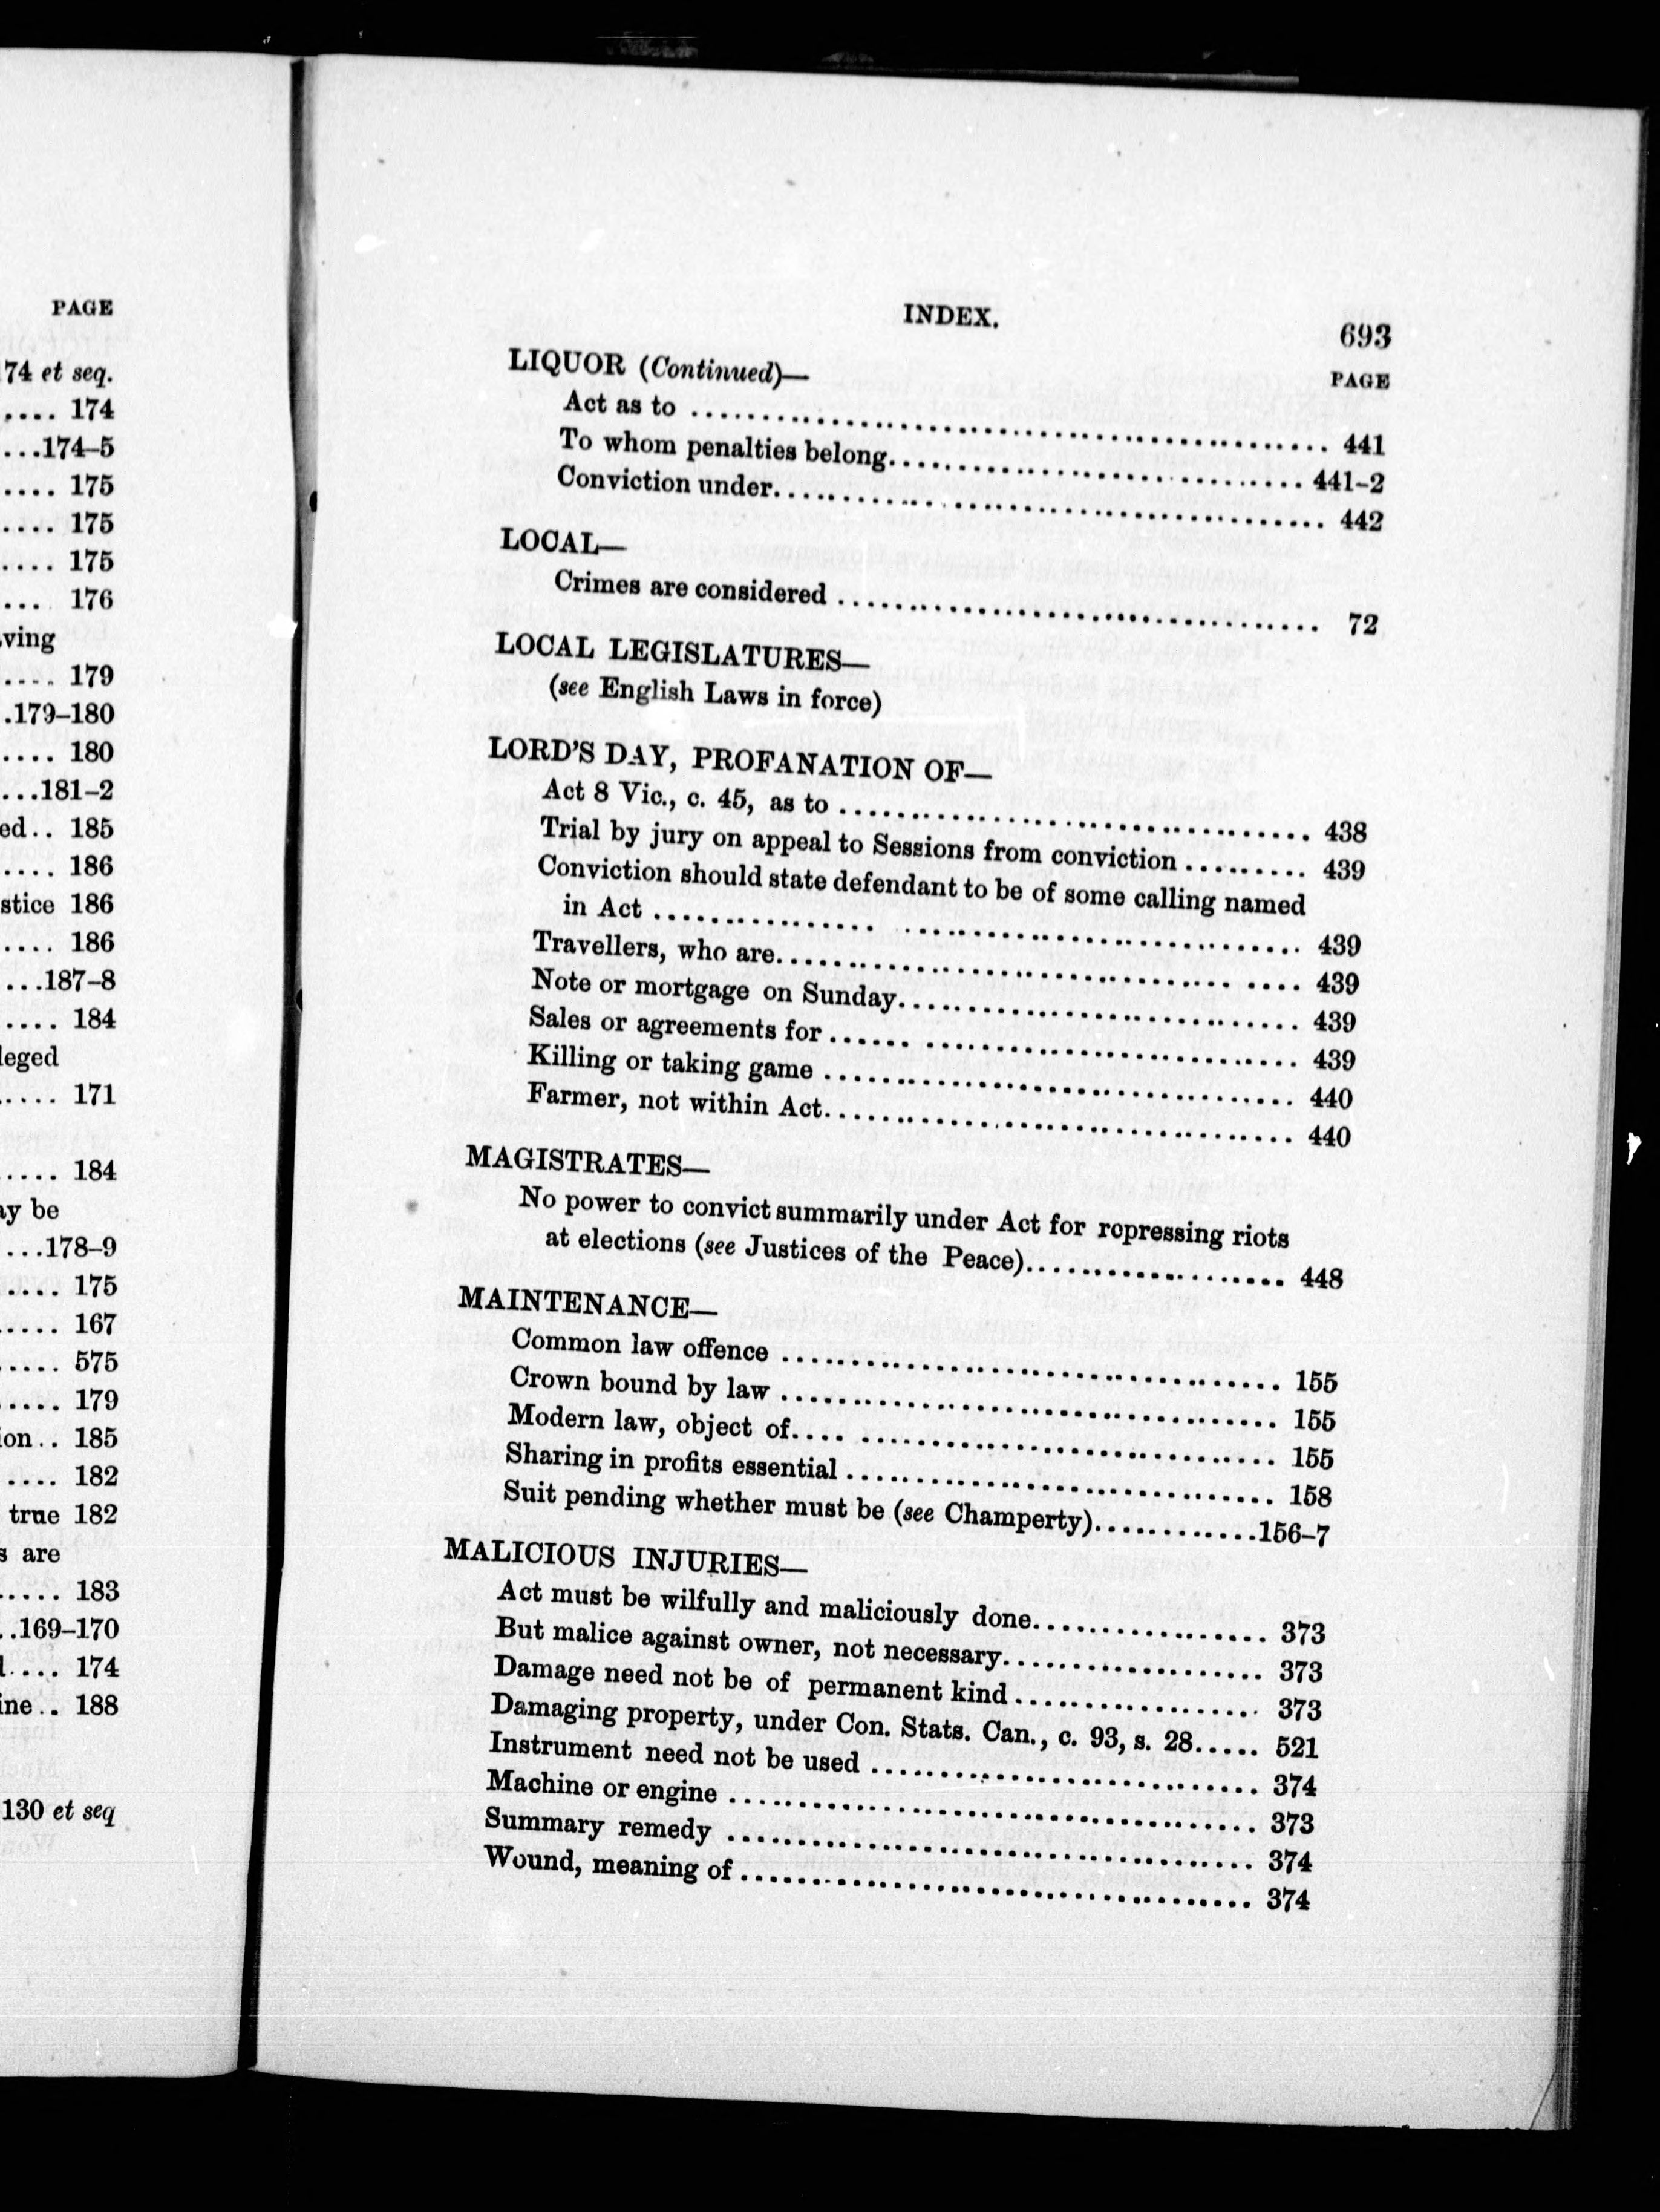 PAGE
74 et seq.
.... 174
...174–5
.... 175
.... 175
.... 175
... 176
ving
.... 179
.179–180
.... 180
...181–2
ed.. 185
.... 186
stice 186
.... 186
...187–8
.... 184
leged
.... 171
..... 184
ay be
...178–9
.... 175
..... 167
..... 575
..... 179
ion.. 185
.... 182
true 182
s are
..... 183
..169–170
l.... 174
ine.. 188
130 et seq
INDEX.
693
LIQUOR (Continued)—
PAGE
Act as to ........................................ 441
To whom penalties belong............................ 441–2
Conviction under.................................... 442
LOCAL—
Crimes are considered .............................. 72
LOCAL LEGISLATURES—
(see English Laws in force)
LORD'S DAY, PROFANATION OF—
Act 8 Vic., c. 45, as to .............................. 438
Trial by jury on appeal to Sessions from conviction ......... 439
Conviction should state defendant to be of some calling named
in Act ........................................ 439
Travellers, who are.................................. 439
Note or mortgage on Sunday.......................... 439
Sales or agreements for .............................. 439
Killing or taking game .............................. 440
Farmer, not within Act.............................. 440
MAGISTRATES—
No power to convict summarily under Act for repressing riots
at elections (see Justices of the Peace).................. 448
MAINTENANCE—
Common law offence ................................ 155
Crown bound by law ................................ 155
Modern law, object of................................ 155
Sharing in profits essential ............................ 158
Suit pending whether must be (see Champerty)............156–7
MALICIOUS INJURIES—
Act must be wilfully and maliciously done................ 373
But malice against owner, not necessary.................. 373
Damage need not be of permanent kind ................ 373
Damaging property, under Con. Stats. Can., c. 93, s. 28..... 521
Instrument need not be used .......................... 374
Machine or engine .................................. 373
Summary remedy .................................. 374
Wound, meaning of ................................ 374